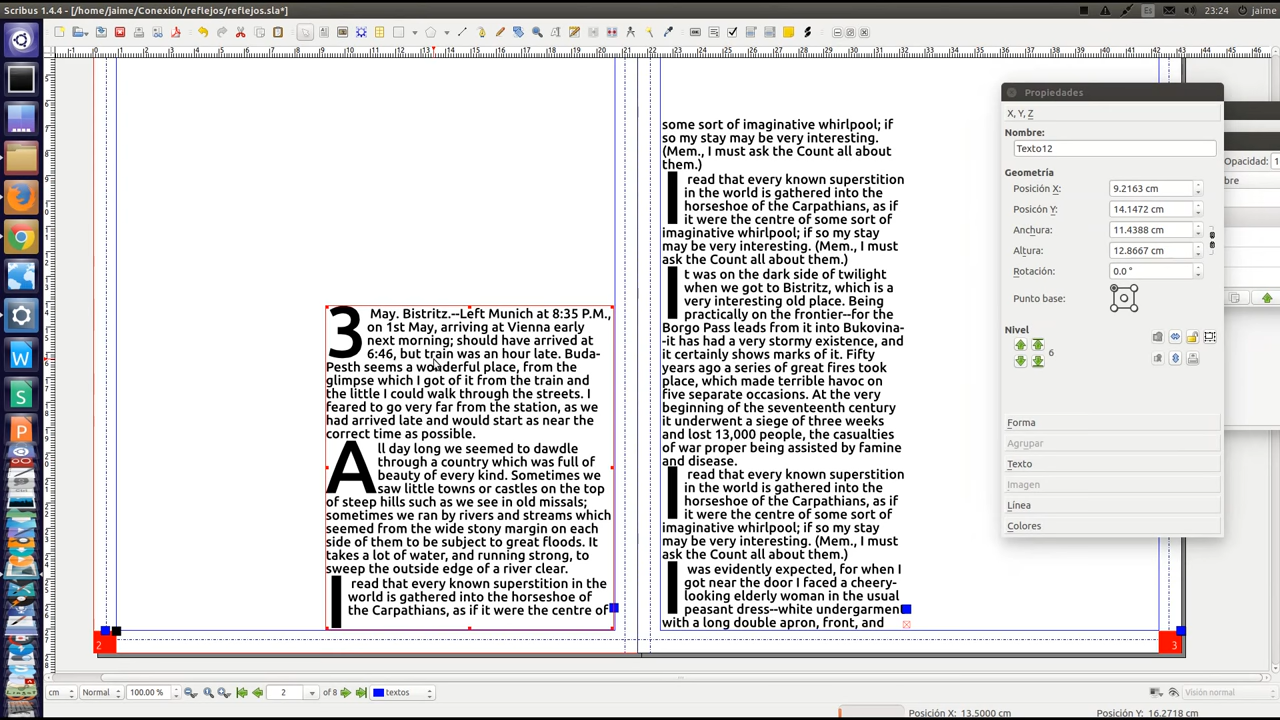 Scribus 1.4.4 - [/home/jaime/Conexión/reflejos/reflejos.sla*]
Es
23:24
jaime
May. Bistritz.--Left Munich at 8:35 P.M.,
3
on 1st May, arriving at Vienna early
next morning; should have arrived at
6:46, but train was an hour late. Buda-
Pesth seems a wonderful place, from the
glimpse which I got of it from the train and
the little I could walk through the streets. I
feared to go very far from the station, as we
had arrived late and would start as near the
correct time as possible.
All day long we seemed to dawdle
through a country which was full of
beauty of every kind. Sometimes we
saw little towns or castles on the top
of steep hills such as we see in old missals;
sometimes we ran by rivers and streams which
seemed from the wide stony margin on each
side of them to be subject to great floods. It
takes a lot of water, and running strong, to
sweep the outside edge of a river clear.
I read that every known superstition in the
world is gathered into the horseshoe of
the Carpathians, as if it were the centre of
2
some sort of imaginative whirlpool; if
so my stay may be very interesting.
(Mem., I must ask the Count all about
them.)
I read that every known superstition
in the world is gathered into the
horseshoe of the Carpathians, as if
it were the centre of some sort of
imaginative whirlpool; if so my stay
may be very interesting. (Mem., I must
ask the Count all about them.)
It was on the dark side of twilight
when we got to Bistritz, which is a
very interesting old place. Being
practically on the frontier--for the
Borgo Pass leads from it into Bukovina-
-it has had a very stormy existence, and
it certainly shows marks of it. Fifty
years ago a series of great fires took
place, which made terrible havoc on
five separate occasions. At the very
beginning of the seventeenth century
it underwent a siege of three weeks
and lost 13,000 people, the casualties
of war proper being assisted by famine
and disease.
I read that every known superstition
in the world is gathered into the
horseshoe of the Carpathians, as if
it were the centre of some sort of
imaginative whirlpool; if so my stay
may be very interesting. (Mem., I must
ask the Count all about them.)
I was evidently expected, for when I
got near the door I faced a cheery-
looking elderly woman in the usual
peasant dress--white undergarment
with a long double apron, front, and
3
Propiedades
X, Y, Z
Nombre:
Texto12
Geometría
Posición X: 9.2163 cm
Posicón Y: 14.1472 cm
Anchura: 11.4388 cm
Altura: 12.8667 cm
Rotación: 0.0 °
Punto base:
Nivel
6
Forma
Agrupar
Texto
Imagen
Línea
Colores
Opacidad:
bre
cm
Normal
100.00 %
2
of 8
textos
Visión normal
Posición X: 13.5000 cm
Posición Y: 16.2718 cm